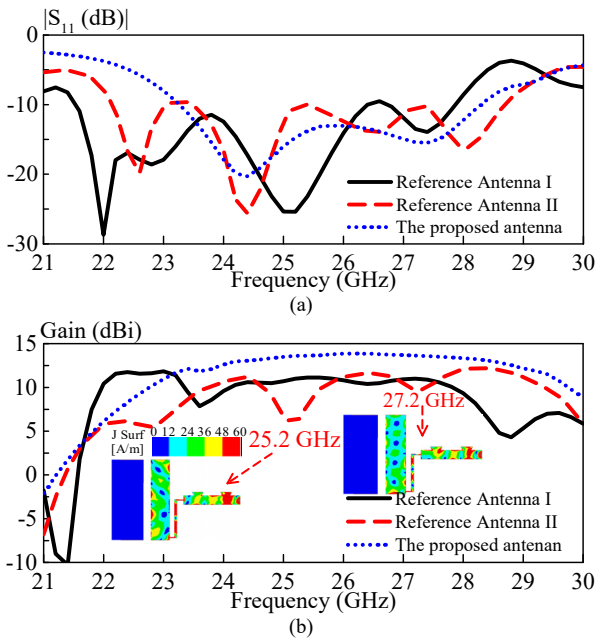 |S11 (dB)|
0
-10
-20
-30
Reference Antenna I
Reference Antenna II
The proposed antenna
21 22 23 24 25 26 27 28 29 30
Frequency (GHz)
(a)
Gain (dBi)
15
10
5
0
-5
10
J Surf
[A/m]
0 12 24 36 48 60
25.2 GHz
27.2 GHz
Reference Antenna I
Reference Antenna II
The proposed antenan
21 22 23 24 25 26 27 28 29 30
Frequency (GHz)
(b)